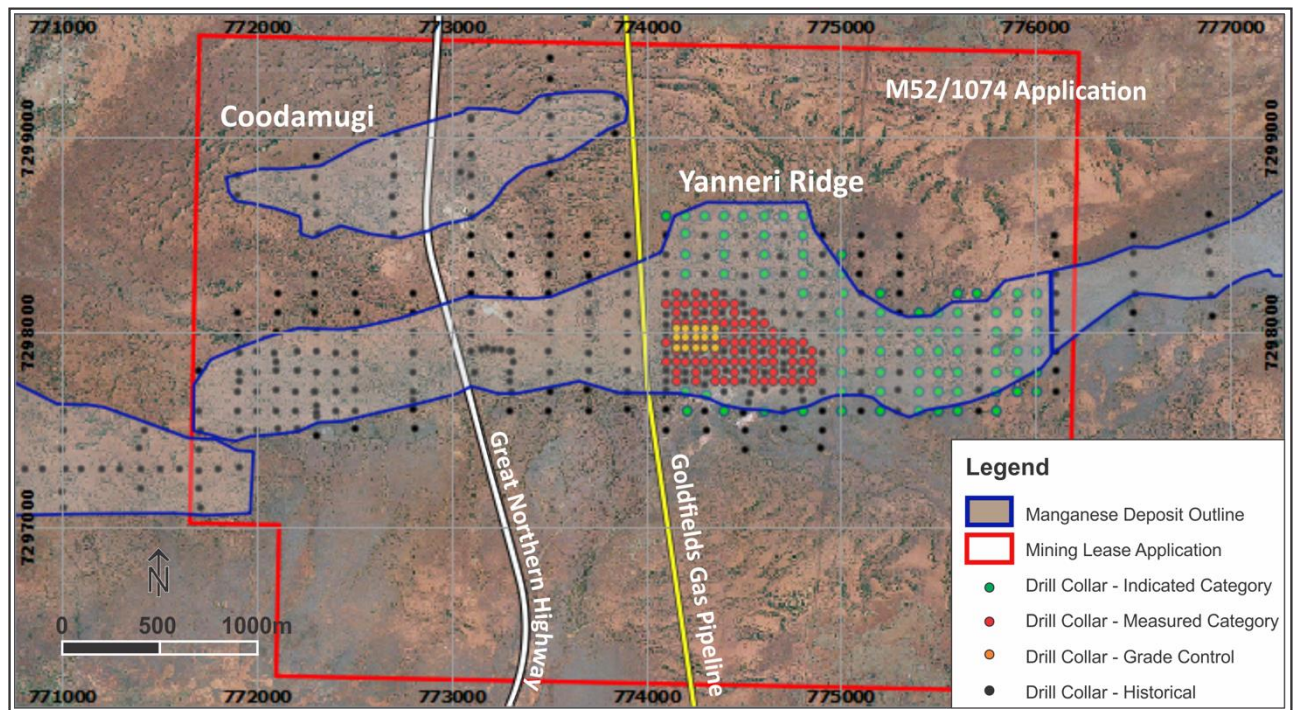 771000 772000 773000 774000 775000 776000 777000
M52/1074 Application
Coodamugi
7299000 7299000
Yanneri Ridge
7298000 7298000
Great Northern Highway
Goldfields Gas Pipeline
7297000
N
0 500 1000m
771000 772000 773000 774000 775000
Legend
Manganese Deposit Outline
Mining Lease Application
Drill Collar - Indicated Category
Drill Collar - Measured Category
Drill Collar - Grade Control
Drill Collar - Historical